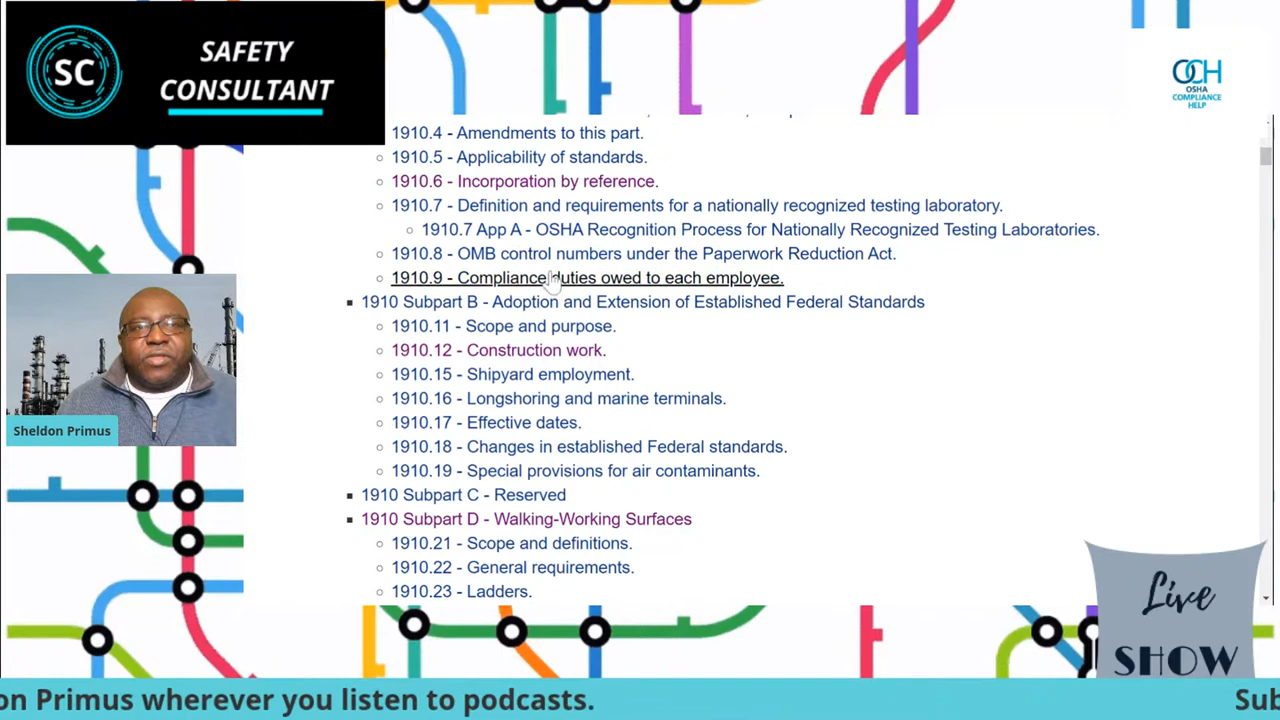 SC
SAFETY
CONSULTANT
OCH
OSHA
COMPLIANCE
HELP
1910.4 - Amendments to this part.
1910.5 - Applicability of standards.
1910.6 - Incorporation by reference.
1910.7 - Definition and requirements for a nationally recognized testing laboratory.
1910.7 App A - OSHA Recognition Process for Nationally Recognized Testing Laboratories.
1910.8 - OMB control numbers under the Paperwork Reduction Act.
1910.9 - Compliance duties owed to each employee.
1910 Subpart B - Adoption and Extension of Established Federal Standards
1910.11 - Scope and purpose.
1910.12 - Construction work.
1910.15 - Shipyard employment.
1910.16 - Longshoring and marine terminals.
1910.17 - Effective dates.
1910.18 - Changes in established Federal standards.
1910.19 - Special provisions for air contaminants.
1910 Subpart C - Reserved
1910 Subpart D - Walking-Working Surfaces
1910.21 - Scope and definitions.
1910.22 - General requirements.
1910.23 - Ladders.
Sheldon Primus
Live
SHOW
on Primus wherever you listen to podcasts.
Sub